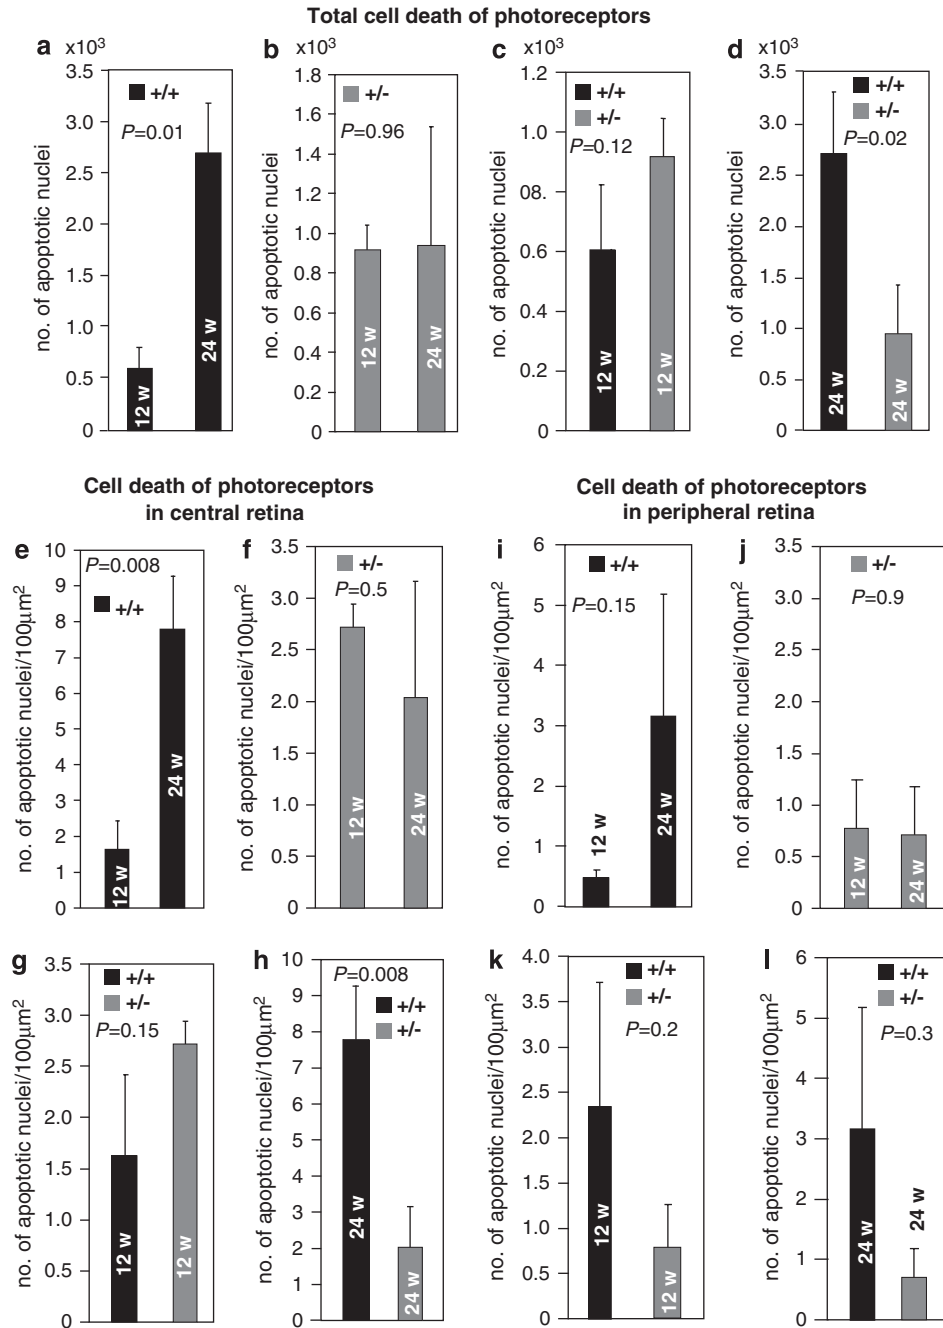 Total cell death of photoreceptors
a
x10³
no. of apoptotic nuclei
3.5
3.0
2.5
2.0
1.5
1.0
0.5
0
+/+
P=0.01
12 w
24 w
b
x10³
no. of apoptotic nuclei
1.8
1.6
1.4
1.2
1.0
0.8
0.6
0.4
0.2
0
+/-
P=0.96
12 w
24 w
c
x10³
no. of apoptotic nuclei
1.2
1.0
08.
0.6
0.4
0.2
0
+/+
+/-
P=0.12
12 w
12 w
d
x10³
no. of apoptotic nuclei
3.5
3.0
2.5
2.0
1.5
1.0
0.5
0
+/+
+/-
P=0.02
24 w
24 w
Cell death of photoreceptors
in central retina
Cell death of photoreceptors
in peripheral retina
e
no. of apoptotic nuclei/100μm²
10
9
8
7
6
5
4
3
2
1
0
P=0.008
+/+
12 w
24 w
f
no. of apoptotic nuclei/100μm²
3.5
3.0
2.5
2.0
1.5
1.0
0.5
0
+/-
P=0.5
12 w
24 w
i
no. of apoptotic nuclei/100μm²
6
5
4
3
2
1
0
+/+
P=0.15
12 w
24 w
j
no. of apoptotic nuclei/100μm²
3.5
3.0
2.5
2.0
1.5
1.0
0.5
0
+/-
P=0.9
12 w
24 w
g
no. of apoptotic nuclei/100μm²
3.5
3.0
2.5
2.0
1.5
1.0
0.5
0
+/+
+/-
P=0.15
12 w
12 w
h
no. of apoptotic nuclei/100μm²
10
9
8
7
6
5
4
3
2
1
0
P=0.008
+/+
+/-
24 w
24 w
k
no. of apoptotic nuclei/100μm²
4.0
3.5
4.0
2.5
2.0
1.5
1.0
0.5
0
+/+
+/-
P=0.2
12 w
12 w
l
no. of apoptotic nuclei/100μm²
6
5
4
3
2
1
0
+/+
+/-
P=0.3
24 w
24 w